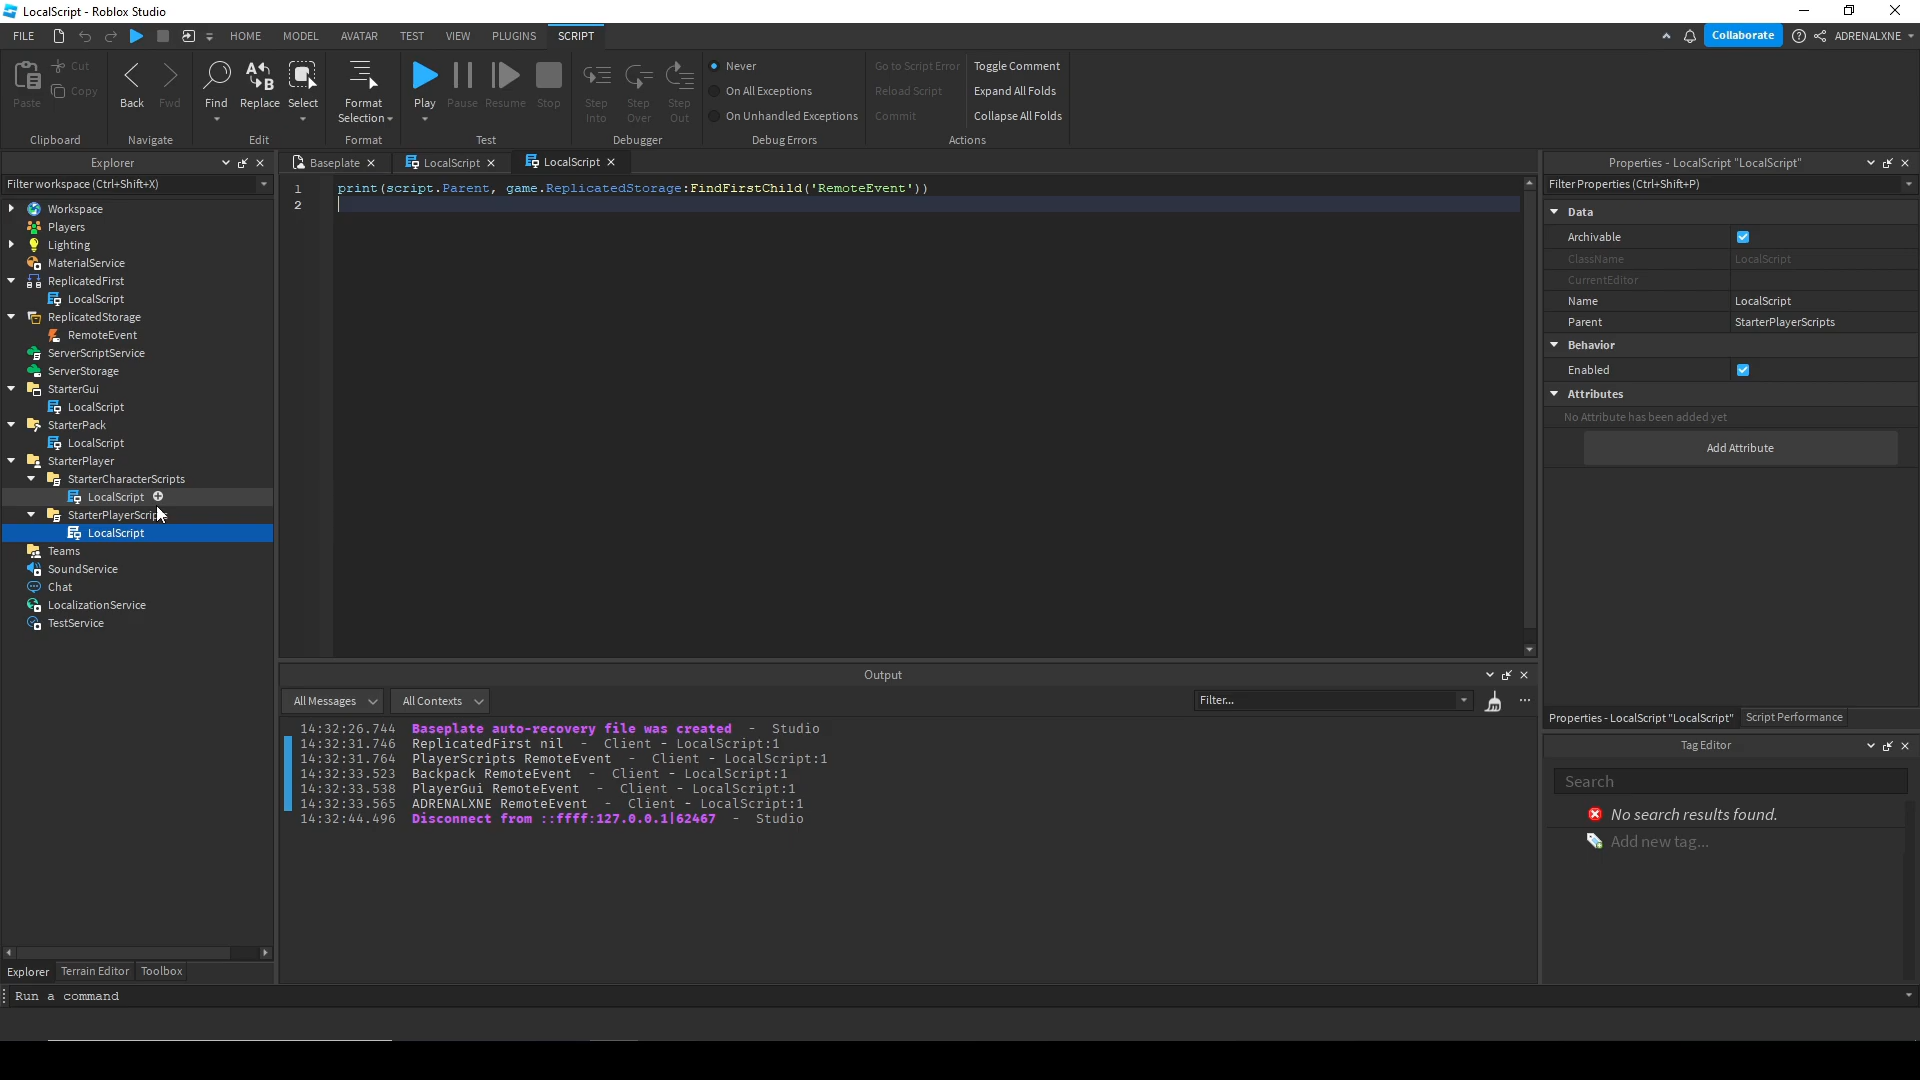 LocalScript - Roblox Studio
FILE HOME MODEL AVATAR TEST VIEW PLUGINS SCRIPT Collaborate ADRENALXNE
Paste Cut Copy
Clipboard
Back Fwd
Navigate
Find Replace Select
Edit
Format Selection
Format
Play Pause Resume Stop
Test
Step Into Step Over Step Out
Debugger
Never
On All Exceptions
On Unhandled Exceptions
Debug Errors
Go to Script Error Toggle Comment
Reload Script Expand All Folds
Commit Collapse All Folds
Actions
Explorer
Filter workspace (Ctrl+Shift+X)
Workspace
Players
Lighting
MaterialService
ReplicatedFirst
LocalScript
ReplicatedStorage
RemoteEvent
ServerScriptService
ServerStorage
StarterGui
LocalScript
StarterPack
LocalScript
StarterPlayer
StarterCharacterScripts
LocalScript
StarterPlayerScrip
LocalScript
Teams
SoundService
Chat
LocalizationService
TestService
Explorer Terrain Editor Toolbox
Baseplate LocalScript LocalScript
1 print(script.Parent, game.ReplicatedStorage:FindFirstChild('RemoteEvent'))
2
Output
All Messages All Contexts Filter...
14:32:26.744 Baseplate auto-recovery file was created - Studio
14:32:31.746 ReplicatedFirst nil - Client - LocalScript:1
14:32:31.764 PlayerScripts RemoteEvent - Client - LocalScript:1
14:32:33.523 Backpack RemoteEvent - Client - LocalScript:1
14:32:33.538 PlayerGui RemoteEvent - Client - LocalScript:1
14:32:33.565 ADRENALXNE RemoteEvent - Client - LocalScript:1
14:32:44.496 Disconnect from ::ffff:127.0.0.1|62467 - Studio
Properties - LocalScript "LocalScript"
Filter Properties (Ctrl+Shift+P)
Data
Archivable
ClassName LocalScript
CurrentEditor
Name LocalScript
Parent StarterPlayerScripts
Behavior
Enabled
Attributes
No Attribute has been added yet
Add Attribute
Properties - LocalScript "LocalScript" Script Performance
Tag Editor
Search
No search results found.
Add new tag...
Run a command